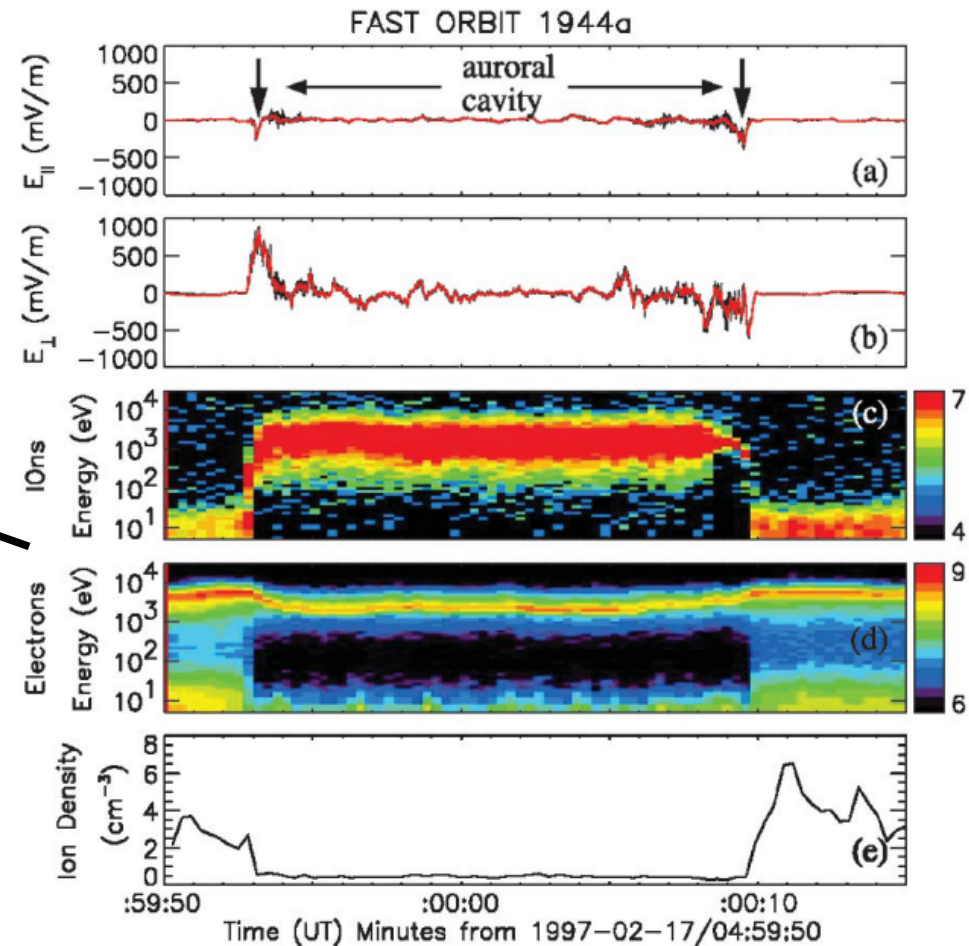 FAST ORBIT 1944a
1000
500
0
−500
−1000
E∥ (mV/m)
auroral
cavity
(a)
1000
500
0
−500
−1000
E⊥ (mV/m)
(b)
10⁴
10³
10²
10¹
IOns
Energy (eV)
(c)
7
4
10⁴
10³
10²
10¹
Electrons
Energy (eV)
(d)
9
6
8
6
4
2
0
Ion Density
(cm⁻³)
(e)
:59:50 :00:00 :00:10
Time (UT) Minutes from 1997−02−17/04:59:50